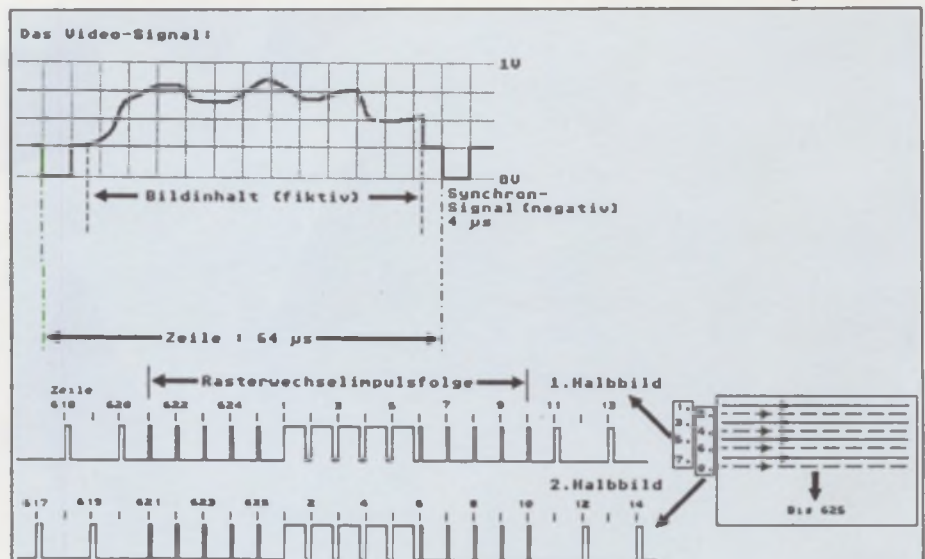 Das Video-Signal:
1V
0V
Bildinhalt (fiktiv)
Synchron-
Signal (negativ)
4 µs
Zeile : 64 µs
Rasterwechselimpulsfolge
1.Halbbild
Zeile
618 620 622 624 1 3 5 7 9 11 13
1. 2.
3. 4.
5. 6.
7. 8.
Bis 625
2.Halbbild
617 619 621 623 625 2 4 6 8 10 12 14